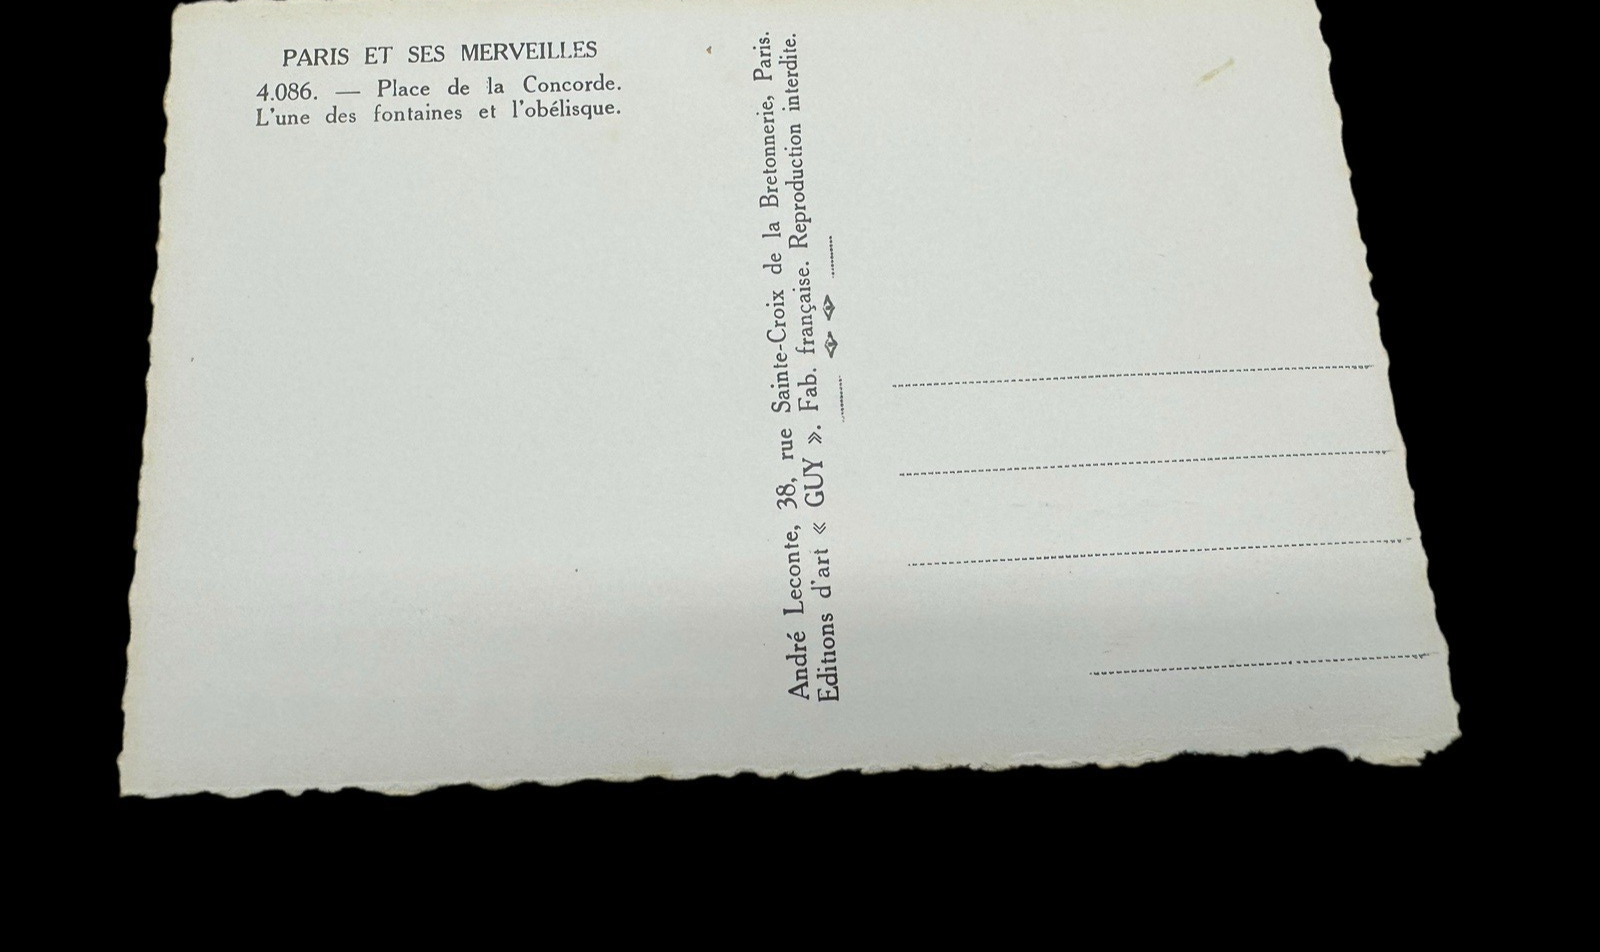 PARIS ET SES MERVEILLES
4.086. — Place de la Concorde.
L'une des fontaines et l'obélisque.
André Leconte, 38, rue Sainte-Croix de la Bretonnerie, Paris.
Editions d'art « GUY ». Fab. française. Reproduction interdite.